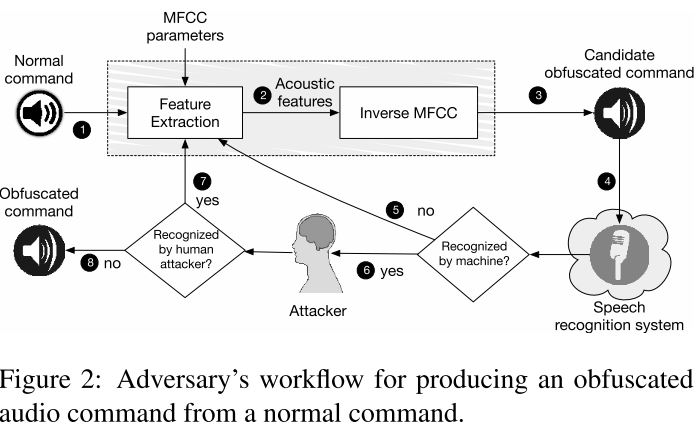 MFCC
parameters
Normal
command
Candidate
obfuscated command
1
Feature
Extraction
2
Acoustic
features
Inverse MFCC
3
4
Obfuscated
command
7
yes
5
no
Recognized
by human
attacker?
Recognized
by machine?
8
no
6
yes
Attacker
Speech
recognition system
Figure 2: Adversary's workflow for producing an obfuscated
audio command from a normal command.